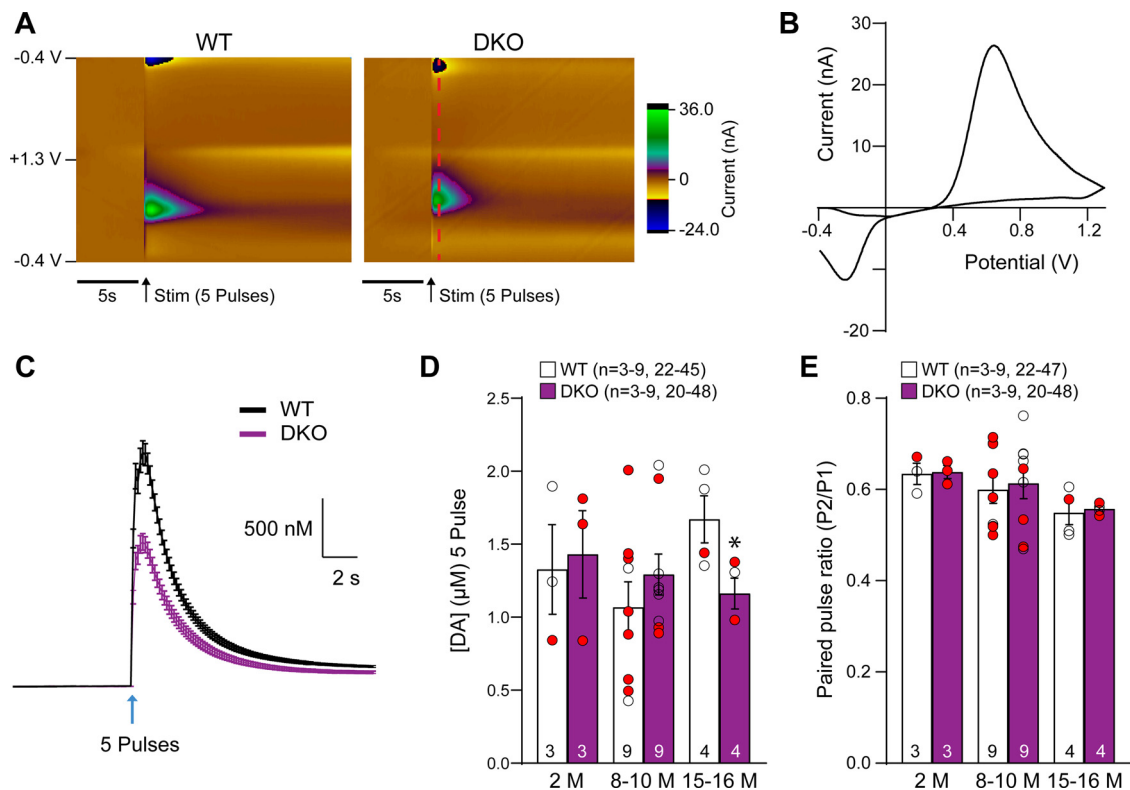 A
WT
DKO
-0.4 V
+1.3 V
-0.4 V
36.0
0
-24.0
Current (nA)
5s
Stim (5 Pulses)
5s
Stim (5 Pulses)
B
Current (nA)
40
30
20
10
0
-20
-0.4
0.4
0.8
1.2
Potential (V)
C
WT
DKO
500 nM
2 s
5 Pulses
D
WT (n=3-9, 22-45)
DKO (n=3-9, 20-48)
[DA] (µM) 5 Pulse
2.5
2.0
1.5
1.0
0.5
0.0
*
3
3
9
9
4
4
2 M
8-10 M
15-16 M
E
WT (n=3-9, 22-47)
DKO (n=3-9, 20-48)
Paired pulse ratio (P2/P1)
0.8
0.6
0.4
0.2
0.0
3
3
9
9
4
4
2 M
8-10 M
15-16 M